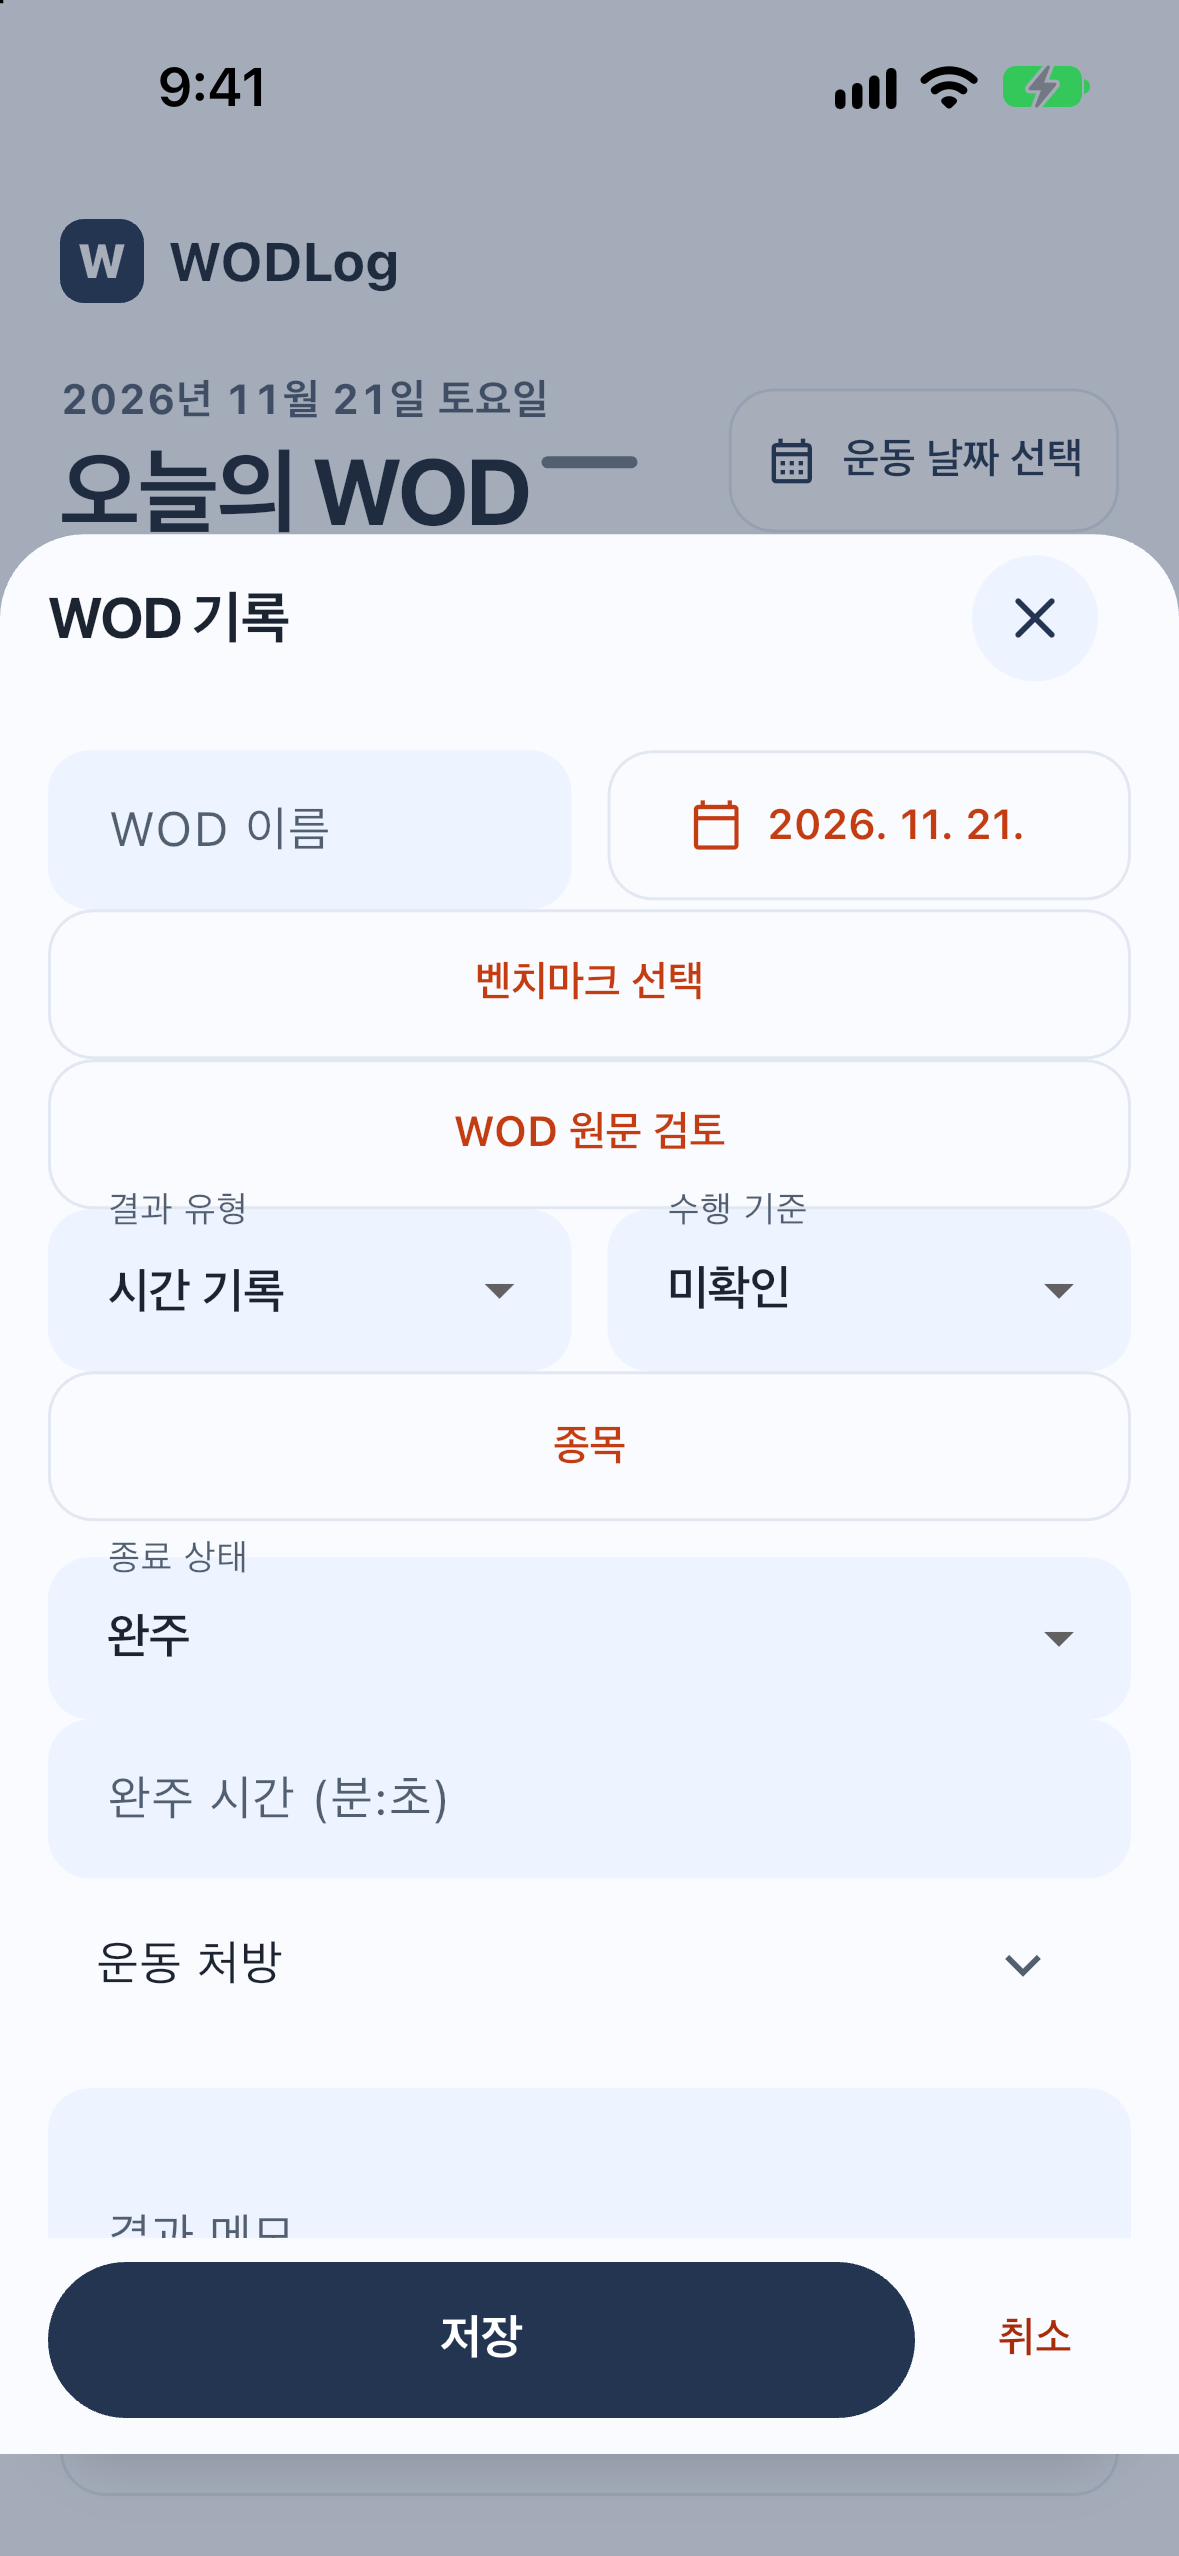 9:41
W WODLog
2026년 11월 21일 토요일
오늘의 WOD
운동 날짜 선택
WOD 기록
WOD 이름
2026. 11. 21.
벤치마크 선택
WOD 원문 검토
결과 유형
시간 기록
수행 기준
미확인
종목
종료 상태
완주
완주 시간 (분:초)
운동 처방
결과 메모
저장
취소